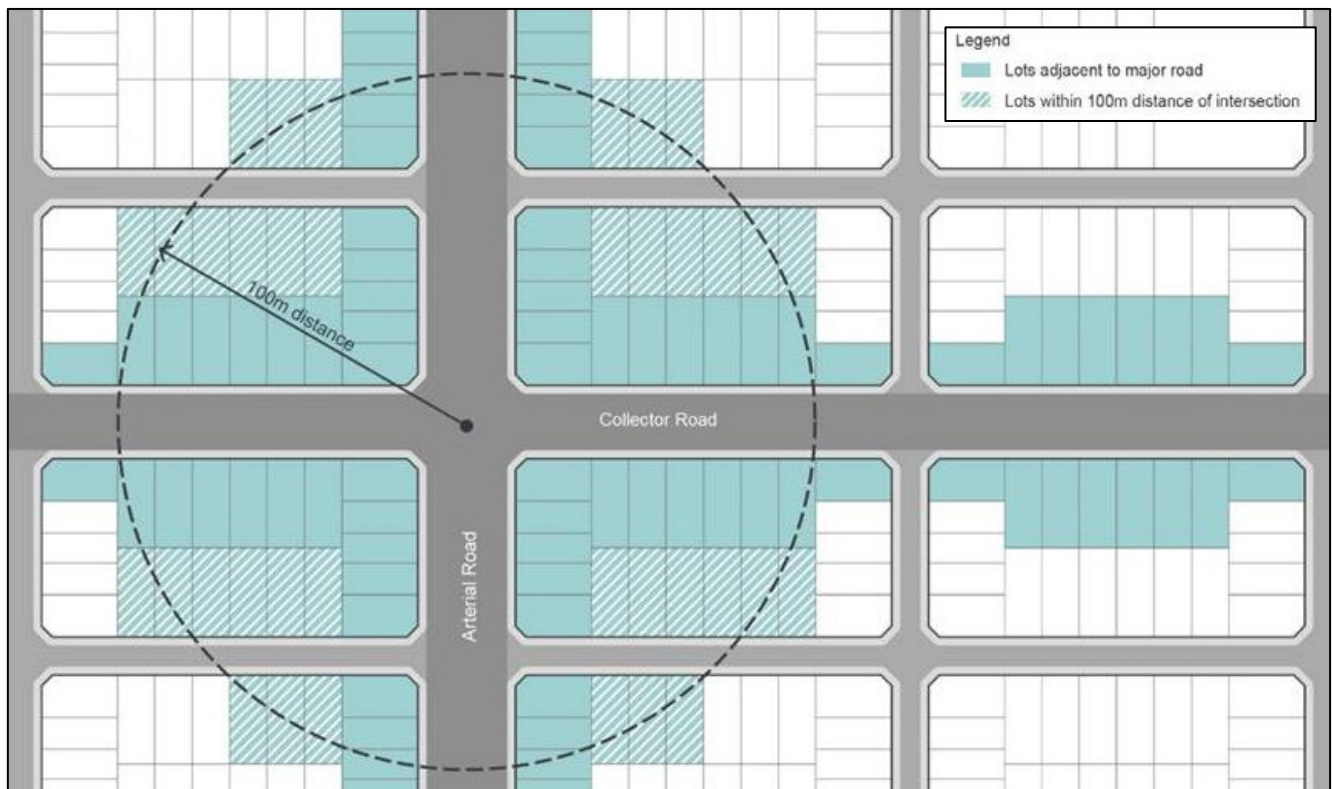 Legend
Lots adjacent to major road
Lots within 100m distance of intersection
100m distance
Collector Road
Arterial Road